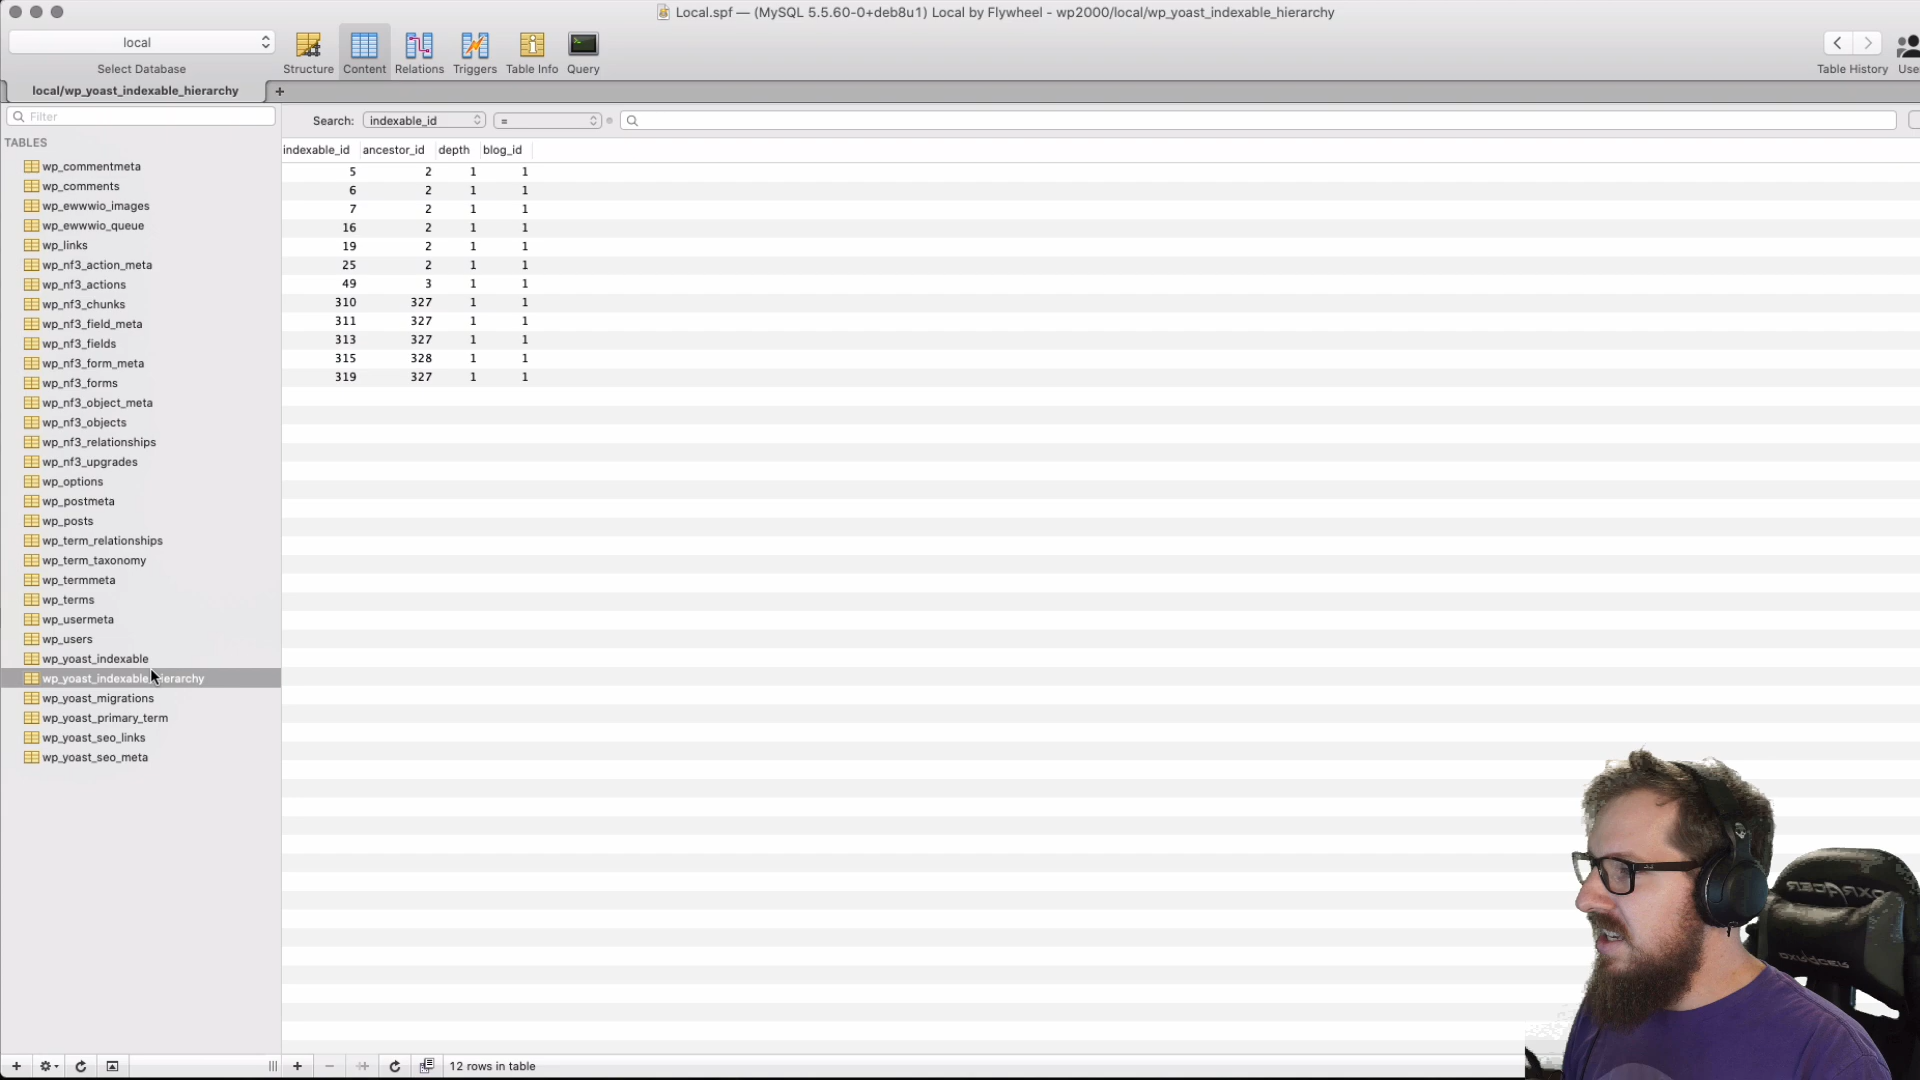 Local.spf — (MySQL 5.5.60-0+deb8u1) Local by Flywheel - wp2000/local/wp_yoast_indexable_hierarchy
local
Select Database
Structure Content Relations Triggers Table Info Query
Table History
Use
local/wp_yoast_indexable_hierarchy +
Filter
Search: indexable_id =
TABLES
wp_commentmeta
wp_comments
wp_ewwwio_images
wp_ewwwio_queue
wp_links
wp_nf3_action_meta
wp_nf3_actions
wp_nf3_chunks
wp_nf3_field_meta
wp_nf3_fields
wp_nf3_form_meta
wp_nf3_forms
wp_nf3_object_meta
wp_nf3_objects
wp_nf3_relationships
wp_nf3_upgrades
wp_options
wp_postmeta
wp_posts
wp_term_relationships
wp_term_taxonomy
wp_termmeta
wp_terms
wp_usermeta
wp_users
wp_yoast_indexable
wp_yoast_indexable_hierarchy
wp_yoast_migrations
wp_yoast_primary_term
wp_yoast_seo_links
wp_yoast_seo_meta
indexable_id ancestor_id depth blog_id
5 2 1 1
6 2 1 1
7 2 1 1
16 2 1 1
19 2 1 1
25 2 1 1
49 3 1 1
310 327 1 1
311 327 1 1
313 327 1 1
315 328 1 1
319 327 1 1
12 rows in table